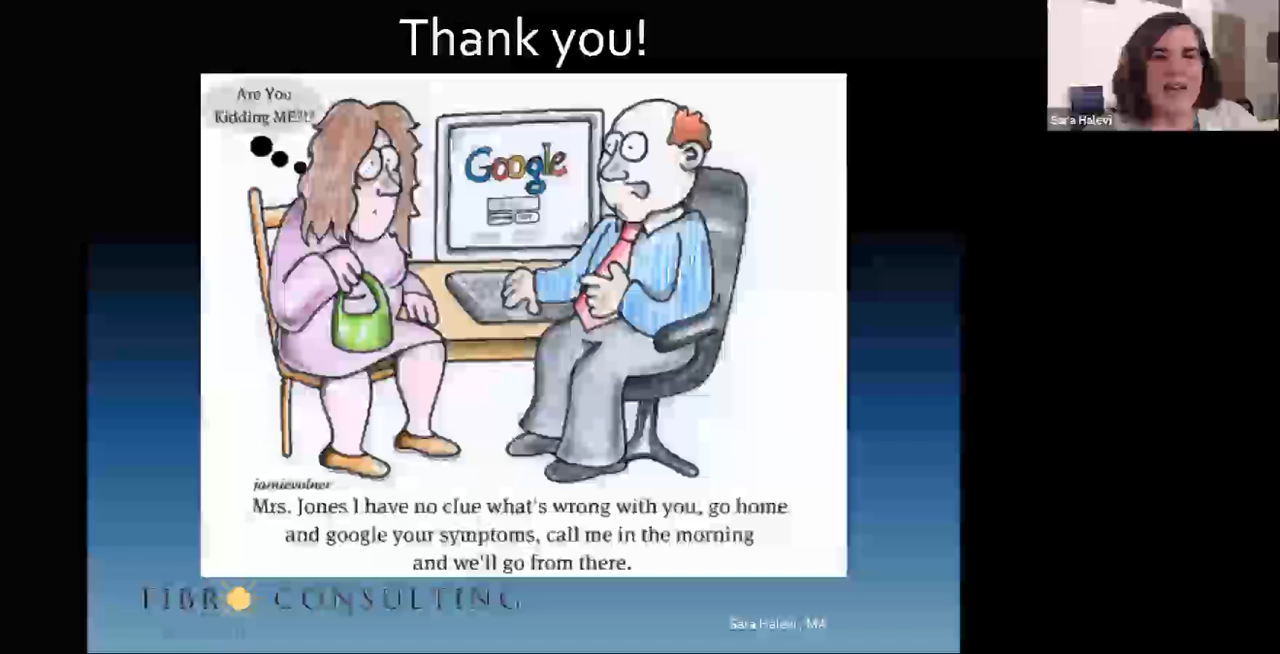 Thank you!
Are You
Kidding ME?!?
Google
jamievolner
Mrs. Jones I have no clue what's wrong with you, go home
and google your symptoms, call me in the morning
and we'll go from there.
FIBRO CONSULTING
Sara Halevi, MA
Sara Halevi